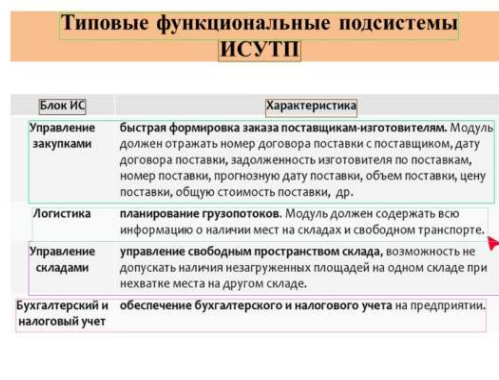 Типовые функциональные подсистемы
ИСУТП
Блок ИС Характеристика
Управление быстрая формировка заказа поставщикам-изготовителям. Модуль
закупками должен отражать номер договора поставки с поставщиком, дату
договора поставки, задолженность изготовителя по поставкам,
номер поставки, прогнозную дату поставки, объем поставки, цену
поставки, общую стоимость поставки, др.
Логистика планирование грузопотоков. Модуль должен содержать всю
информацию о наличии мест на складах и свободном транспорте.
Управление управление свободным пространством склада, возможность не
складами допускать наличия незагруженных площадей на одном складе при
нехватке места на другом складе.
Бухгалтерский и обеспечение бухгалтерского и налогового учета на предприятии.
налоговый учет